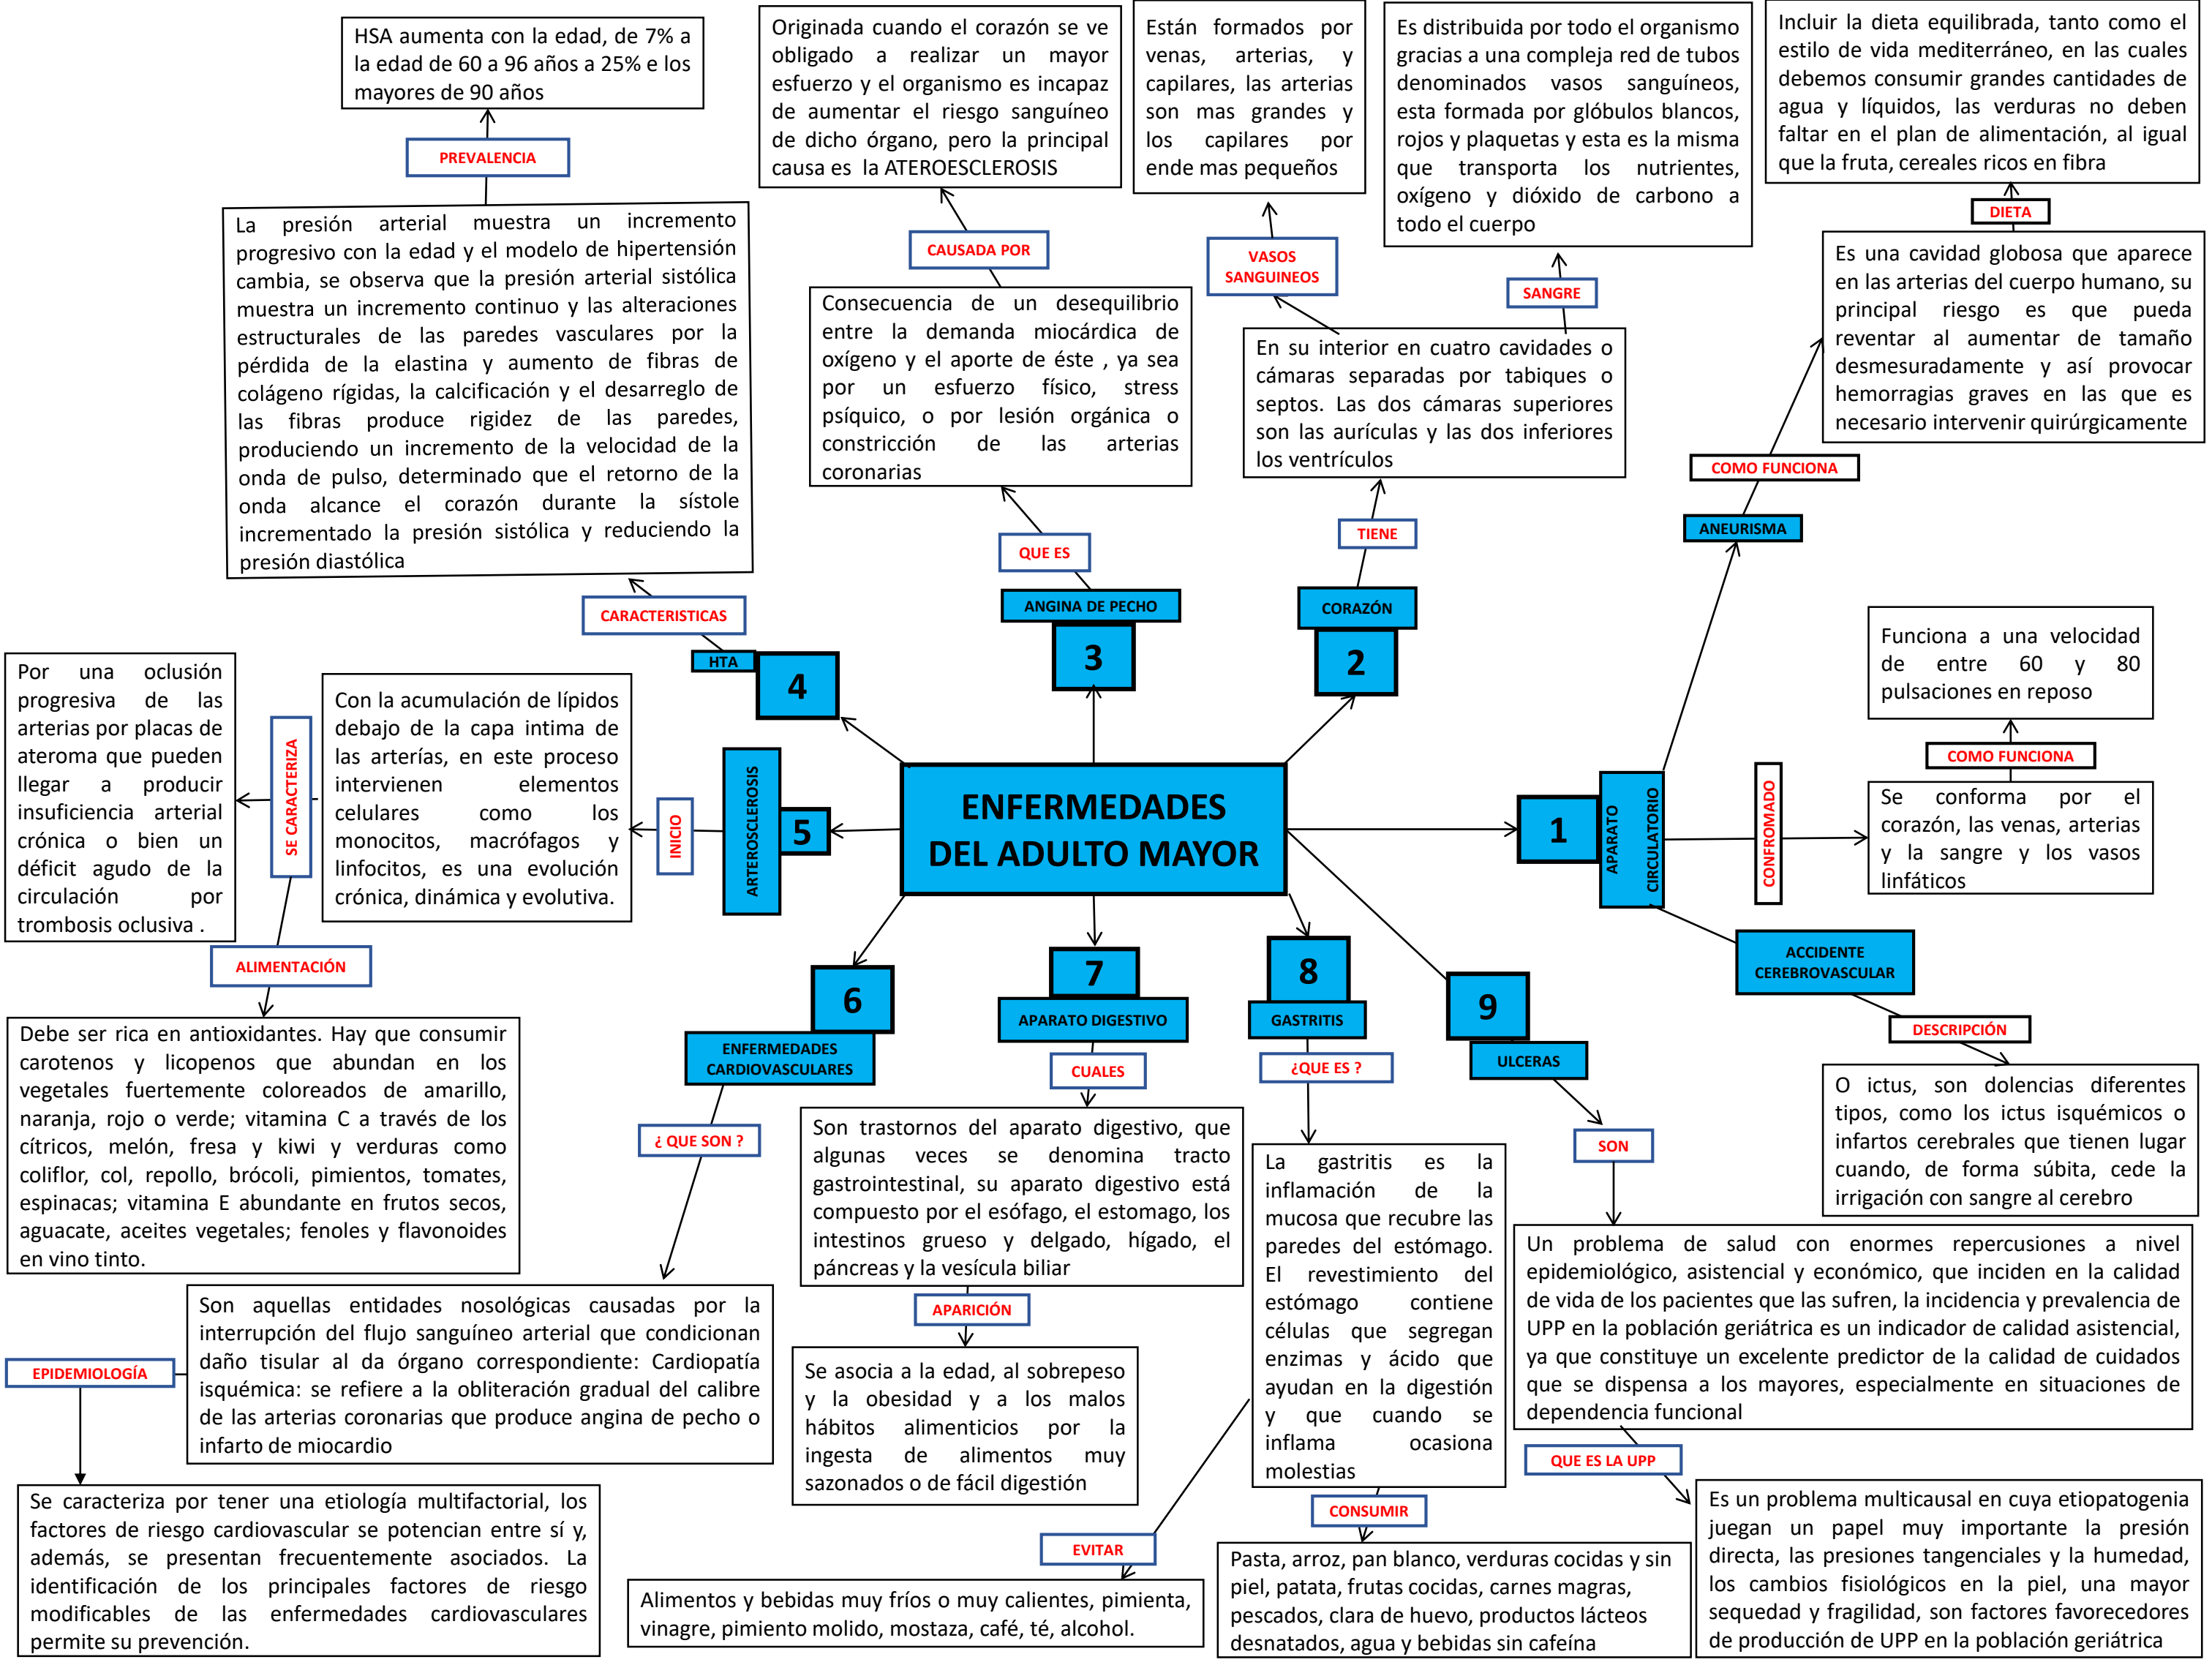 ENFERMEDADES
DEL ADULTO MAYOR
1
APARATO
CIRCULATORIO
ANEURISMA
COMO FUNCIONA
Es una cavidad globosa que aparece
en las arterias del cuerpo humano, su
principal riesgo es que pueda
reventar al aumentar de tamaño
desmesuradamente y así provocar
hemorragias graves en las que es
necesario intervenir quirúrgicamente
DIETA
Incluir la dieta equilibrada, tanto como el
estilo de vida mediterráneo, en las cuales
debemos consumir grandes cantidades de
agua y líquidos, las verduras no deben
faltar en el plan de alimentación, al igual
que la fruta, cereales ricos en fibra
CONFROMADO
Se conforma por el
corazón, las venas, arterias
y la sangre y los vasos
linfáticos
COMO FUNCIONA
Funciona a una velocidad
de entre 60 y 80
pulsaciones en reposo
ACCIDENTE
CEREBROVASCULAR
DESCRIPCIÓN
O ictus, son dolencias diferentes
tipos, como los ictus isquémicos o
infartos cerebrales que tienen lugar
cuando, de forma súbita, cede la
irrigación con sangre al cerebro
2
CORAZÓN
TIENE
En su interior en cuatro cavidades o
cámaras separadas por tabiques o
septos. Las dos cámaras superiores
son las aurículas y las dos inferiores
los ventrículos
VASOS
SANGUINEOS
Están formados por
venas, arterias, y
capilares, las arterias
son mas grandes y
los capilares por
ende mas pequeños
SANGRE
Es distribuida por todo el organismo
gracias a una compleja red de tubos
denominados vasos sanguíneos,
esta formada por glóbulos blancos,
rojos y plaquetas y esta es la misma
que transporta los nutrientes,
oxígeno y dióxido de carbono a
todo el cuerpo
3
ANGINA DE PECHO
QUE ES
Consecuencia de un desequilibrio
entre la demanda miocárdica de
oxígeno y el aporte de éste , ya sea
por un esfuerzo físico, stress
psíquico, o por lesión orgánica o
constricción de las arterias
coronarias
CAUSADA POR
Originada cuando el corazón se ve
obligado a realizar un mayor
esfuerzo y el organismo es incapaz
de aumentar el riesgo sanguíneo
de dicho órgano, pero la principal
causa es la ATEROESCLEROSIS
4
HTA
CARACTERISTICAS
La presión arterial muestra un incremento
progresivo con la edad y el modelo de hipertensión
cambia, se observa que la presión arterial sistólica
muestra un incremento continuo y las alteraciones
estructurales de las paredes vasculares por la
pérdida de la elastina y aumento de fibras de
colágeno rígidas, la calcificación y el desarreglo de
las fibras produce rigidez de las paredes,
produciendo un incremento de la velocidad de la
onda de pulso, determinado que el retorno de la
onda alcance el corazón durante la sístole
incrementado la presión sistólica y reduciendo la
presión diastólica
PREVALENCIA
HSA aumenta con la edad, de 7% a
la edad de 60 a 96 años a 25% e los
mayores de 90 años
5
ARTEROSCLEROSIS
INICIO
Con la acumulación de lípidos
debajo de la capa intima de
las arterías, en este proceso
intervienen elementos
celulares como los
monocitos, macrófagos y
linfocitos, es una evolución
crónica, dinámica y evolutiva.
SE CARACTERIZA
Por una oclusión
progresiva de las
arterias por placas de
ateroma que pueden
llegar a producir
insuficiencia arterial
crónica o bien un
déficit agudo de la
circulación por
trombosis oclusiva .
ALIMENTACIÓN
Debe ser rica en antioxidantes. Hay que consumir
carotenos y licopenos que abundan en los
vegetales fuertemente coloreados de amarillo,
naranja, rojo o verde; vitamina C a través de los
cítricos, melón, fresa y kiwi y verduras como
coliflor, col, repollo, brócoli, pimientos, tomates,
espinacas; vitamina E abundante en frutos secos,
aguacate, aceites vegetales; fenoles y flavonoides
en vino tinto.
6
ENFERMEDADES
CARDIOVASCULARES
¿ QUE SON ?
Son aquellas entidades nosológicas causadas por la
interrupción del flujo sanguíneo arterial que condicionan
daño tisular al da órgano correspondiente: Cardiopatía
isquémica: se refiere a la obliteración gradual del calibre
de las arterias coronarias que produce angina de pecho o
infarto de miocardio
EPIDEMIOLOGÍA
Se caracteriza por tener una etiología multifactorial, los
factores de riesgo cardiovascular se potencian entre sí y,
además, se presentan frecuentemente asociados. La
identificación de los principales factores de riesgo
modificables de las enfermedades cardiovasculares
permite su prevención.
7
APARATO DIGESTIVO
CUALES
Son trastornos del aparato digestivo, que
algunas veces se denomina tracto
gastrointestinal, su aparato digestivo está
compuesto por el esófago, el estomago, los
intestinos grueso y delgado, hígado, el
páncreas y la vesícula biliar
APARICIÓN
Se asocia a la edad, al sobrepeso
y la obesidad y a los malos
hábitos alimenticios por la
ingesta de alimentos muy
sazonados o de fácil digestión
8
GASTRITIS
¿QUE ES ?
La gastritis es la
inflamación de la
mucosa que recubre las
paredes del estómago.
El revestimiento del
estómago contiene
células que segregan
enzimas y ácido que
ayudan en la digestión
y que cuando se
inflama ocasiona
molestias
EVITAR
Alimentos y bebidas muy fríos o muy calientes, pimienta,
vinagre, pimiento molido, mostaza, café, té, alcohol.
CONSUMIR
Pasta, arroz, pan blanco, verduras cocidas y sin
piel, patata, frutas cocidas, carnes magras,
pescados, clara de huevo, productos lácteos
desnatados, agua y bebidas sin cafeína
9
ULCERAS
SON
Un problema de salud con enormes repercusiones a nivel
epidemiológico, asistencial y económico, que inciden en la calidad
de vida de los pacientes que las sufren, la incidencia y prevalencia de
UPP en la población geriátrica es un indicador de calidad asistencial,
ya que constituye un excelente predictor de la calidad de cuidados
que se dispensa a los mayores, especialmente en situaciones de
dependencia funcional
QUE ES LA UPP
Es un problema multicausal en cuya etiopatogenia
juegan un papel muy importante la presión
directa, las presiones tangenciales y la humedad,
los cambios fisiológicos en la piel, una mayor
sequedad y fragilidad, son factores favorecedores
de producción de UPP en la población geriátrica